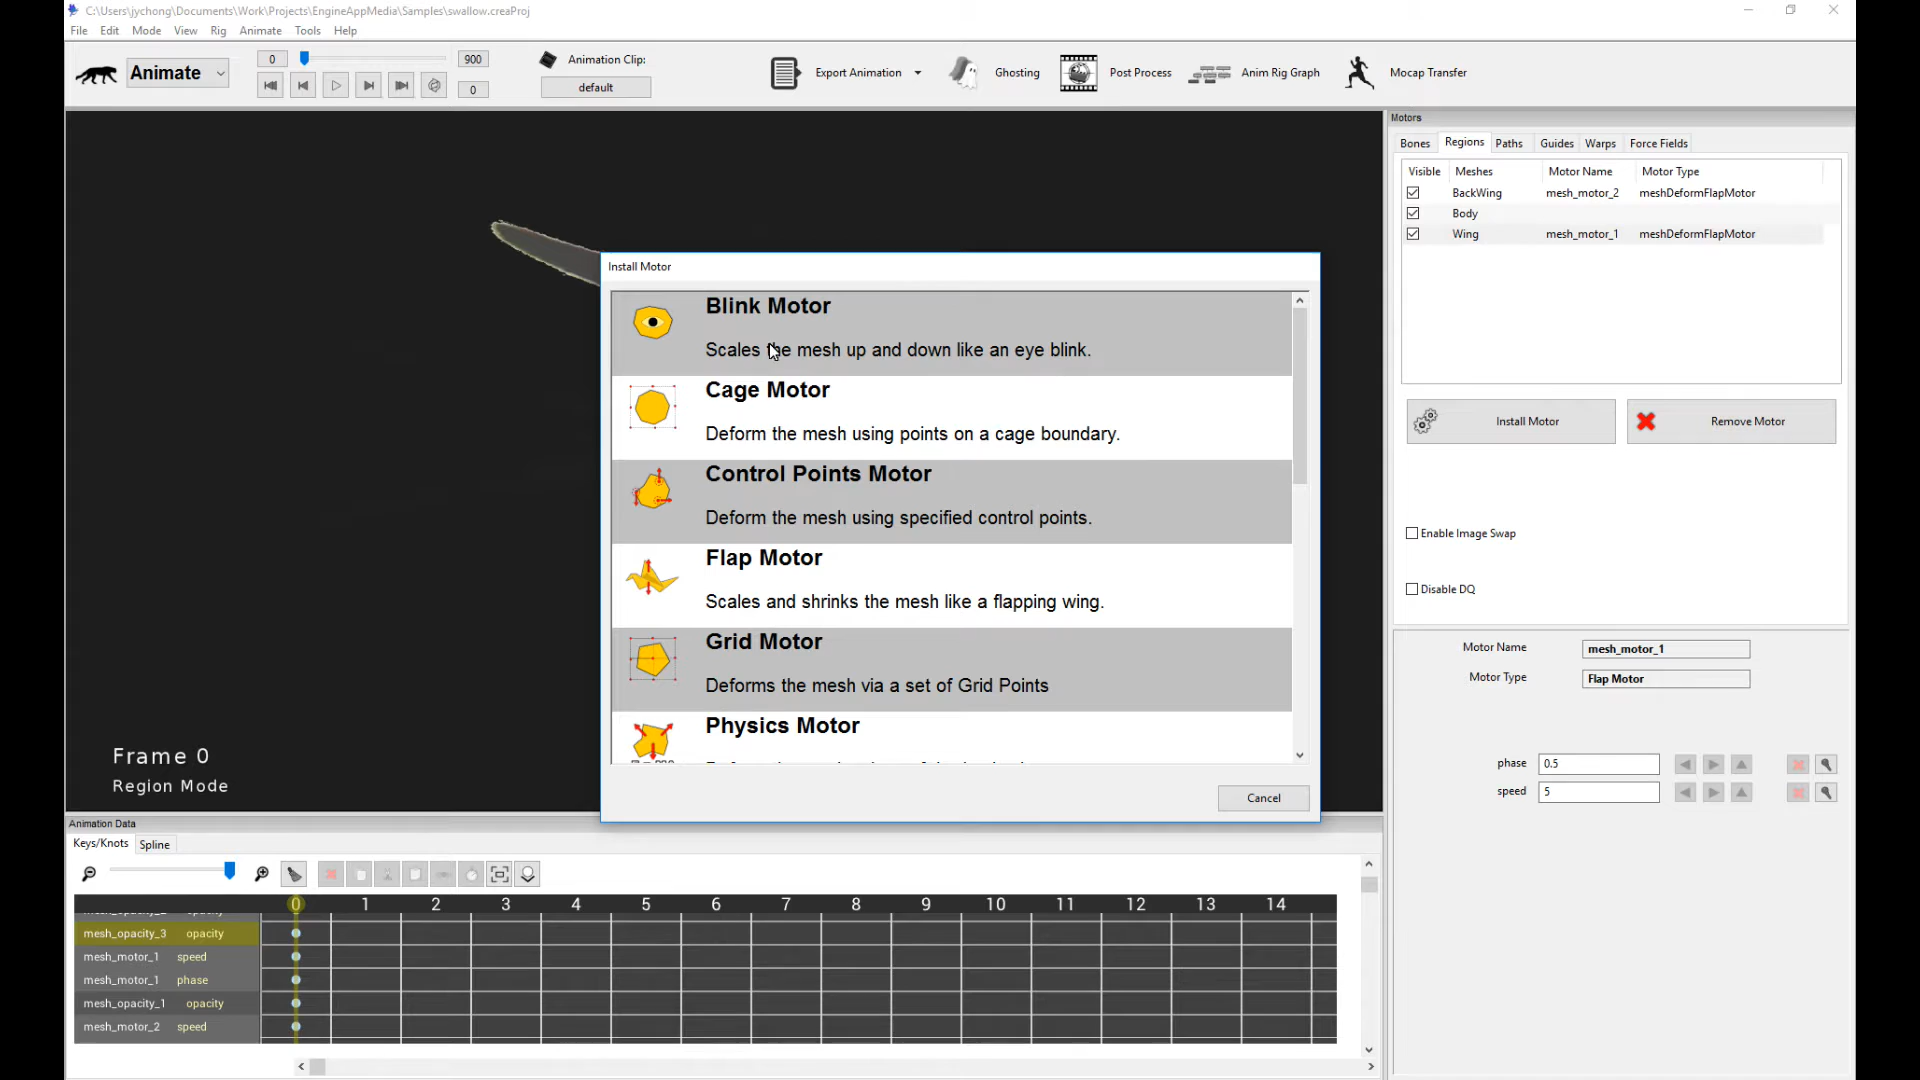 C:\Users\jychong\Documents\Work\Projects\EngineAppMedia\Samples\swallow.creaProj
File Edit Mode View Rig Animate Tools Help
Animate
0 900
0
Animation Clip:
default
Export Animation
Ghosting
Post Process
Anim Rig Graph
Mocap Transfer
Motors
Bones Regions Paths Guides Warps Force Fields
Visible Meshes Motor Name Motor Type
BackWing mesh_motor_2 meshDeformFlapMotor
Body
Wing mesh_motor_1 meshDeformFlapMotor
Install Motor
Remove Motor
Enable Image Swap
Disable DQ
Motor Name mesh_motor_1
Motor Type Flap Motor
phase 0.5
speed 5
Install Motor
Blink Motor
Scales the mesh up and down like an eye blink.
Cage Motor
Deform the mesh using points on a cage boundary.
Control Points Motor
Deform the mesh using specified control points.
Flap Motor
Scales and shrinks the mesh like a flapping wing.
Grid Motor
Deforms the mesh via a set of Grid Points
Physics Motor
Cancel
Frame 0
Region Mode
Animation Data
Keys/Knots Spline
0 1 2 3 4 5 6 7 8 9 10 11 12 13 14
mesh_opacity_3 opacity
mesh_motor_1 speed
mesh_motor_1 phase
mesh_opacity_1 opacity
mesh_motor_2 speed